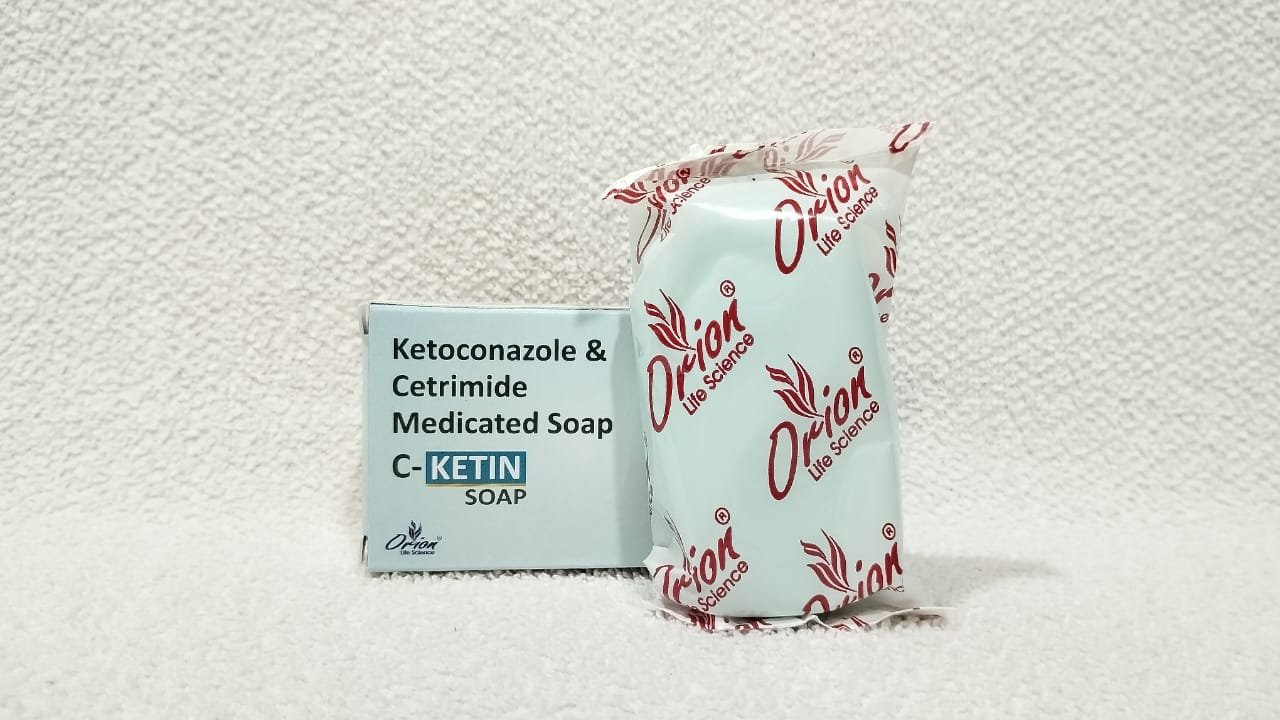 Ketoconazole &
Cetrimide
Medicated Soap
C-KETIN
SOAP
Orion
Life Science
Orion®
Life Science
Orion®
Life Science
Orion®
Life Science
Orion®
Science
Orion®